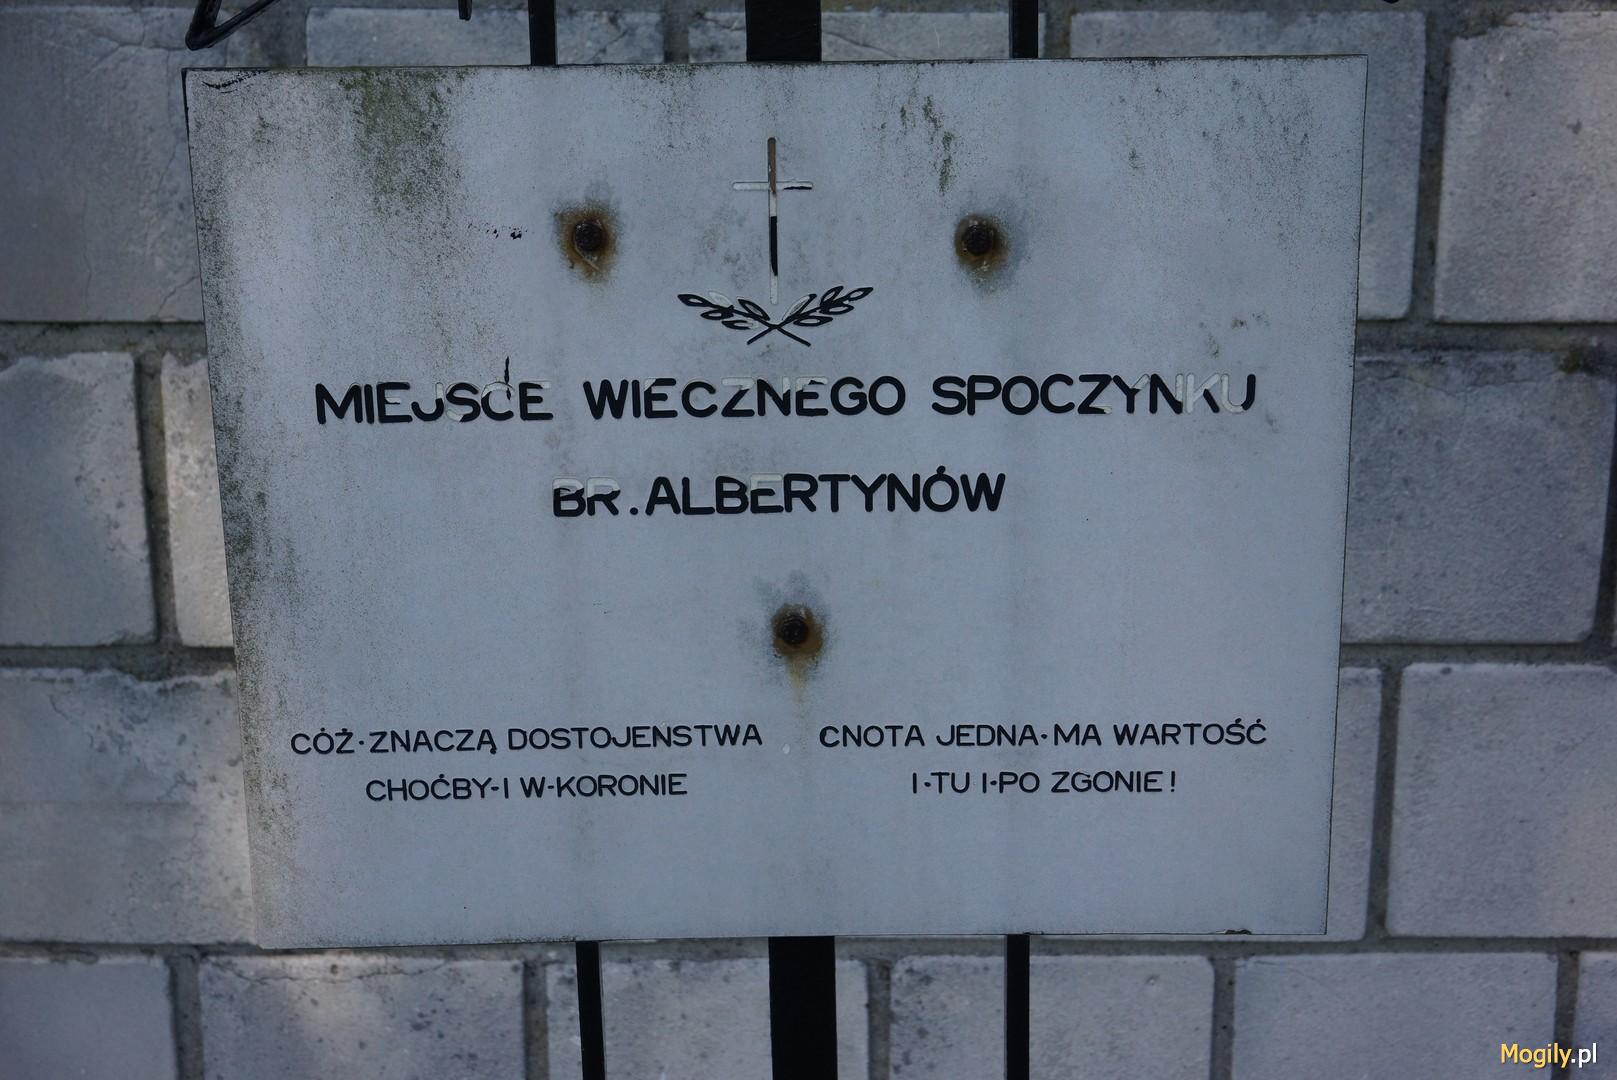 MIEJSCE WIECZNEGO SPOCZYNKU
BR. ALBERTYNÓW
CÓŻ·ZNACZĄ DOSTOJEŃSTWA
CHOĆBY-I W-KORONIE
CNOTA JEDNA·MA WARTOŚĆ
I·TU I·PO ZGONIE!
Mogily.pl